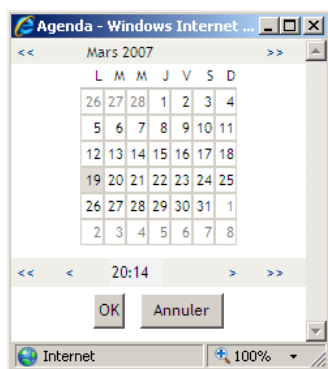 Agenda - Windows Internet ...
<< Mars 2007 >>
L M M J V S D
26 27 28 1 2 3 4
5 6 7 8 9 10 11
12 13 14 15 16 17 18
19 20 21 22 23 24 25
26 27 28 29 30 31 1
2 3 4 5 6 7 8
<< < 20:14 > >>
OK Annuler
Internet 100%